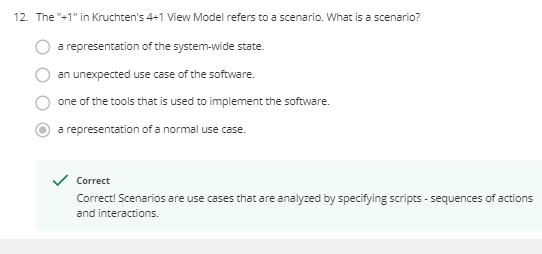 12. The "+1" in Kruchten's 4+1 View Model refers to a scenario. What is a scenario?
a representation of the system-wide state.
an unexpected use case of the software.
one of the tools that is used to implement the software.
a representation of a normal use case.
Correct
Correct! Scenarios are use cases that are analyzed by specifying scripts - sequences of actions
and interactions.